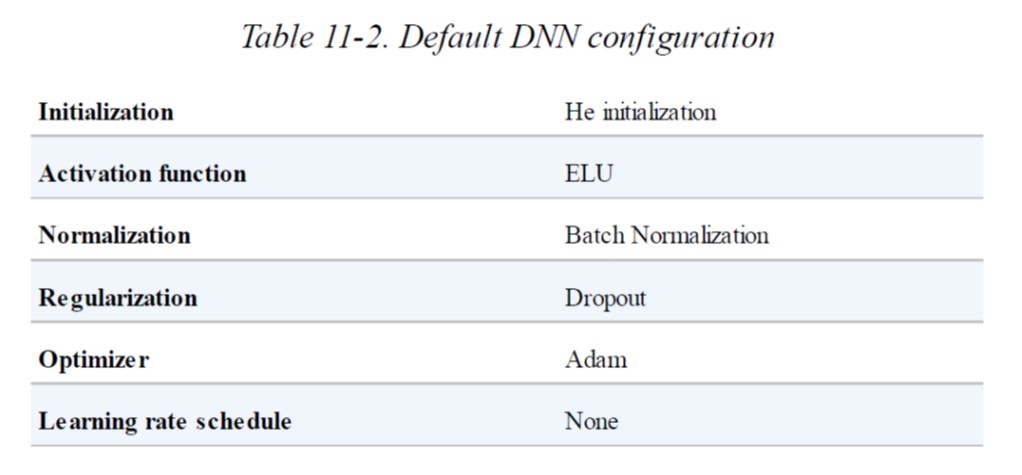 Table 11-2. Default DNN configuration
Initialization He initialization
Activation function ELU
Normalization Batch Normalization
Regularization Dropout
Optimizer Adam
Learning rate schedule None